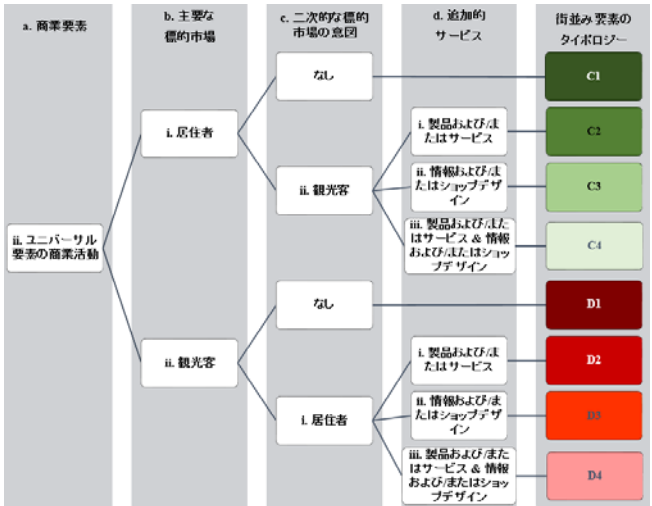 a. 商業要素
b. 主要な
標的市場
c. 二次的な標的
市場の意図
d. 追加的
サービス
街並み要素の
タイポロジー
なし
C1
i. 居住者
i. 製品および/ま
たはサービス
C2
ii. 観光客
ii. 情報および/ま
たはショップデザ
イン
C3
iii. 製品および/また
はサービス & 情報
および/またはショッ
プデザイン
C4
ii. ユニバーサル
要素の商業活動
なし
D1
ii. 観光客
i. 製品および/ま
たはサービス
D2
i. 居住者
ii. 情報および/ま
たはショップデザ
イン
D3
iii. 製品および/また
はサービス & 情報
および/またはショッ
プデザイン
D4